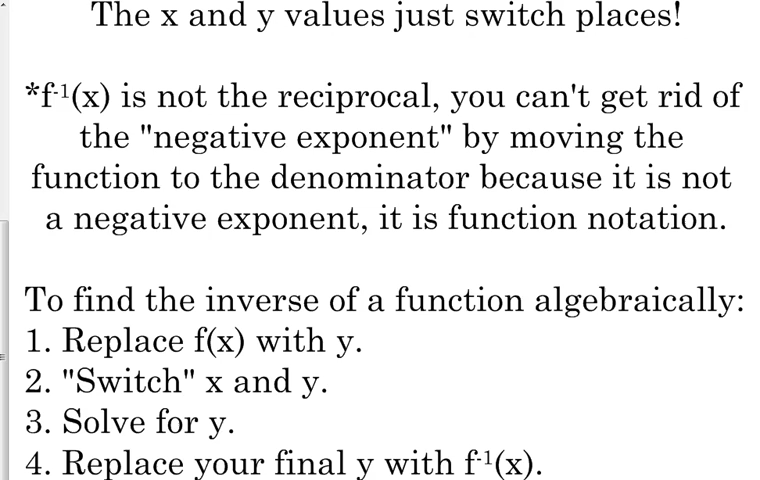 The x and y values just switch places!
*f⁻¹(x) is not the reciprocal, you can't get rid of
the "negative exponent" by moving the
function to the denominator because it is not
a negative exponent, it is function notation.
To find the inverse of a function algebraically:
1. Replace f(x) with y.
2. "Switch" x and y.
3. Solve for y.
4. Replace your final y with f⁻¹(x).